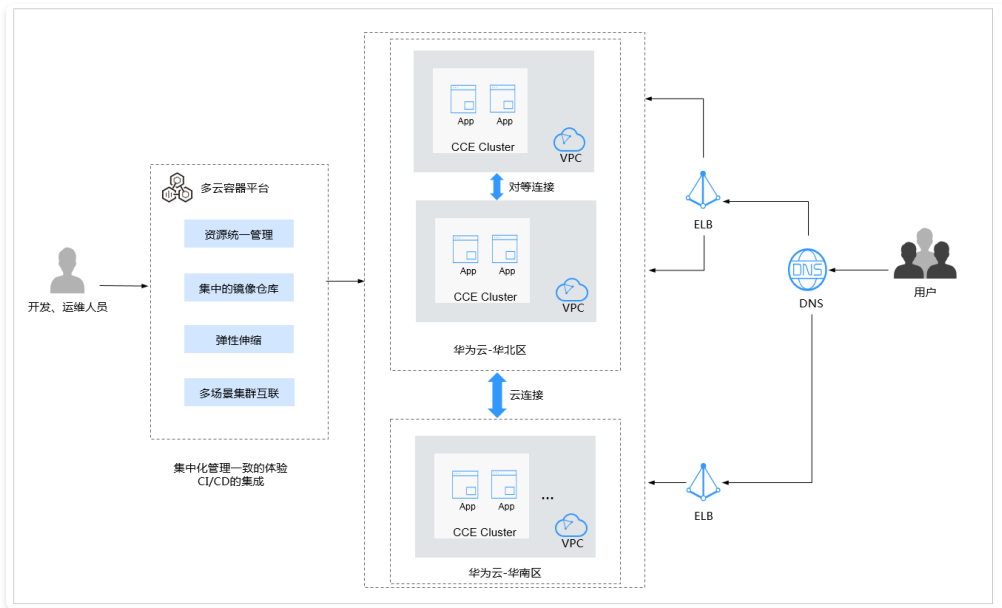 开发、运维人员
多云容器平台
资源统一管理
集中的镜像仓库
弹性伸缩
多场景集群互联
集中化管理一致的体验
CI/CD的集成
App App
CCE Cluster
VPC
对等连接
App App
CCE Cluster
VPC
华为云-华北区
云连接
App App
...
CCE Cluster
VPC
华为云-华南区
ELB
ELB
DNS
DNS
用户